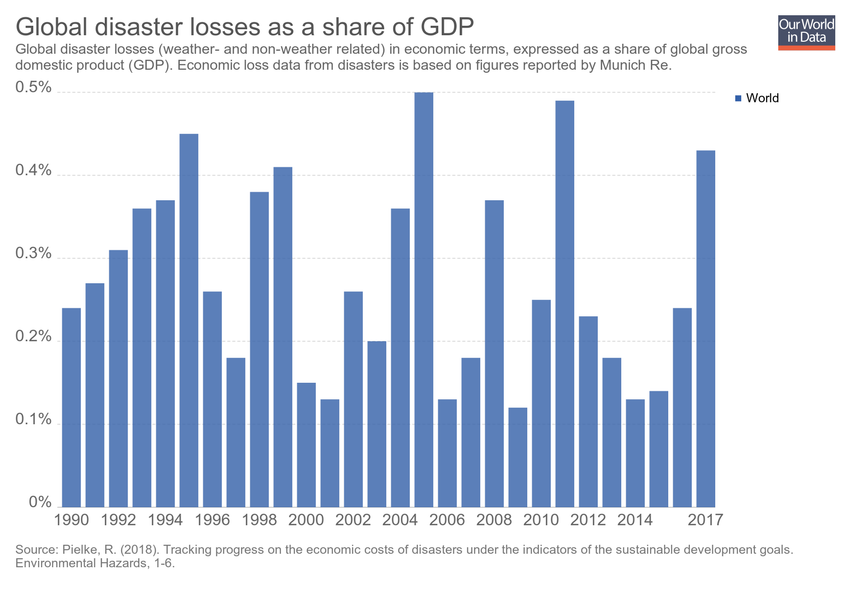 Global disaster losses as a share of GDP
Our World
in Data
Global disaster losses (weather- and non-weather related) in economic terms, expressed as a share of global gross
domestic product (GDP). Economic loss data from disasters is based on figures reported by Munich Re.
0.5%
World
0.4%
0.3%
0.2%
0.1%
0%
1990 1992 1994 1996 1998 2000 2002 2004 2006 2008 2010 2012 2014 2017
Source: Pielke, R. (2018). Tracking progress on the economic costs of disasters under the indicators of the sustainable development goals.
Environmental Hazards, 1-6.